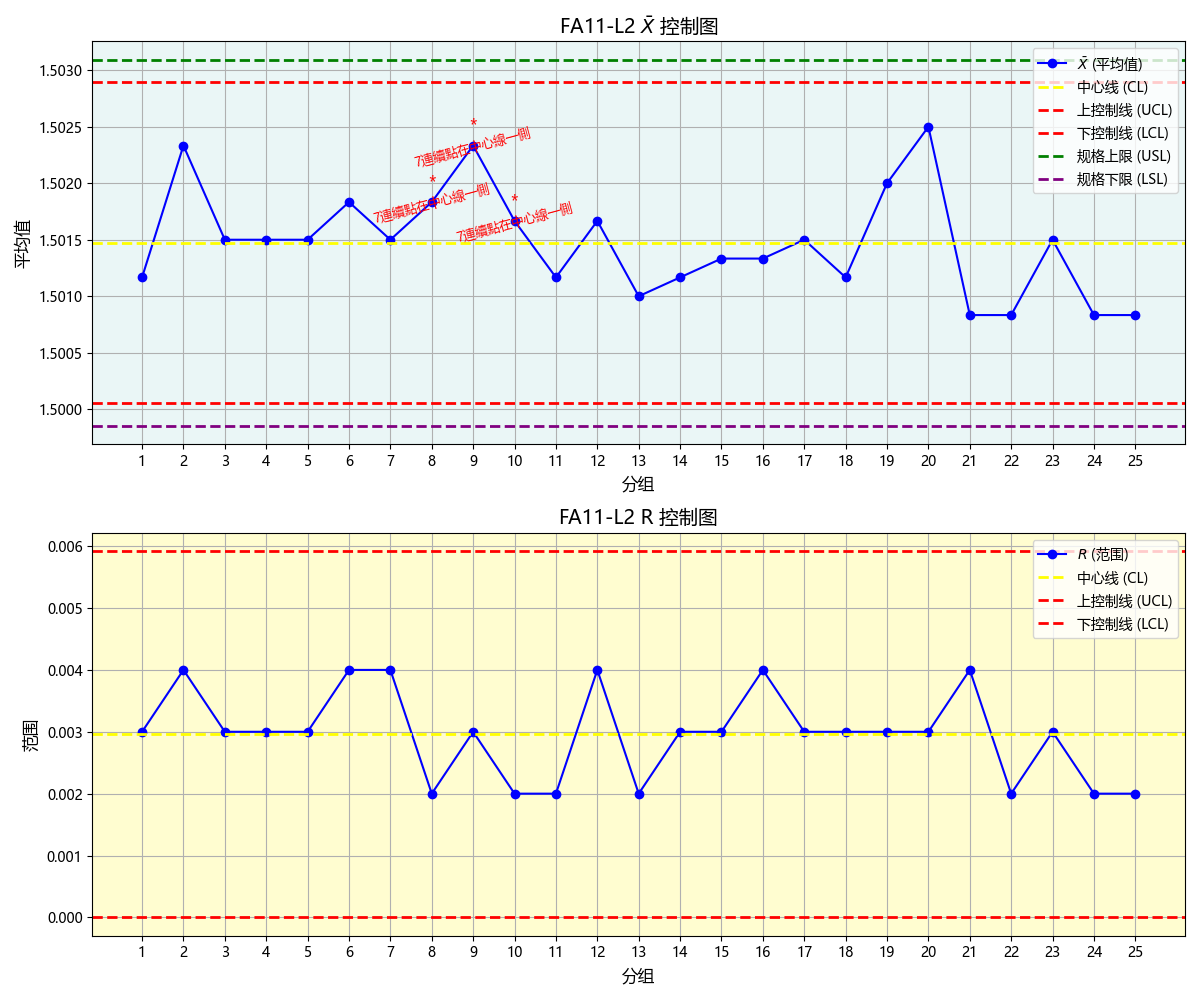 FA11-L2 X̄ 控制图
平均值
1.5030
1.5025
1.5020
1.5015
1.5010
1.5005
1.5000
X̄ (平均值)
中心线 (CL)
上控制线 (UCL)
下控制线 (LCL)
规格上限 (USL)
规格下限 (LSL)
*
7連續點在中心線一側
*
7連續點在中心線一側
*
7連續點在中心線一側
1 2 3 4 5 6 7 8 9 10 11 12 13 14 15 16 17 18 19 20 21 22 23 24 25
分组
FA11-L2 R 控制图
范围
0.006
0.005
0.004
0.003
0.002
0.001
0.000
R (范围)
中心线 (CL)
上控制线 (UCL)
下控制线 (LCL)
1 2 3 4 5 6 7 8 9 10 11 12 13 14 15 16 17 18 19 20 21 22 23 24 25
分组